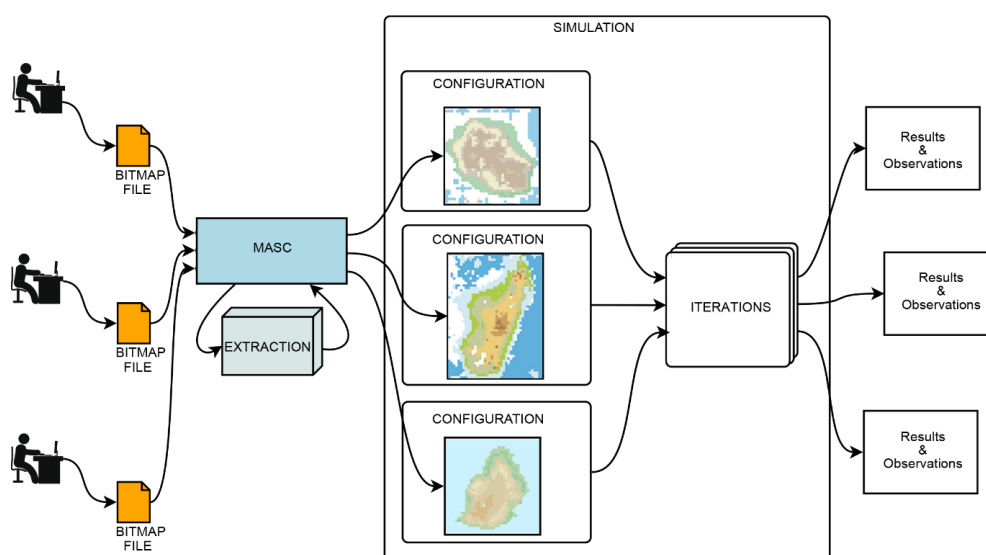 SIMULATION
CONFIGURATION
BITMAP
FILE
Results
&
Observations
CONFIGURATION
MASC
BITMAP
FILE
EXTRACTION
ITERATIONS
Results
&
Observations
CONFIGURATION
BITMAP
FILE
Results
&
Observations